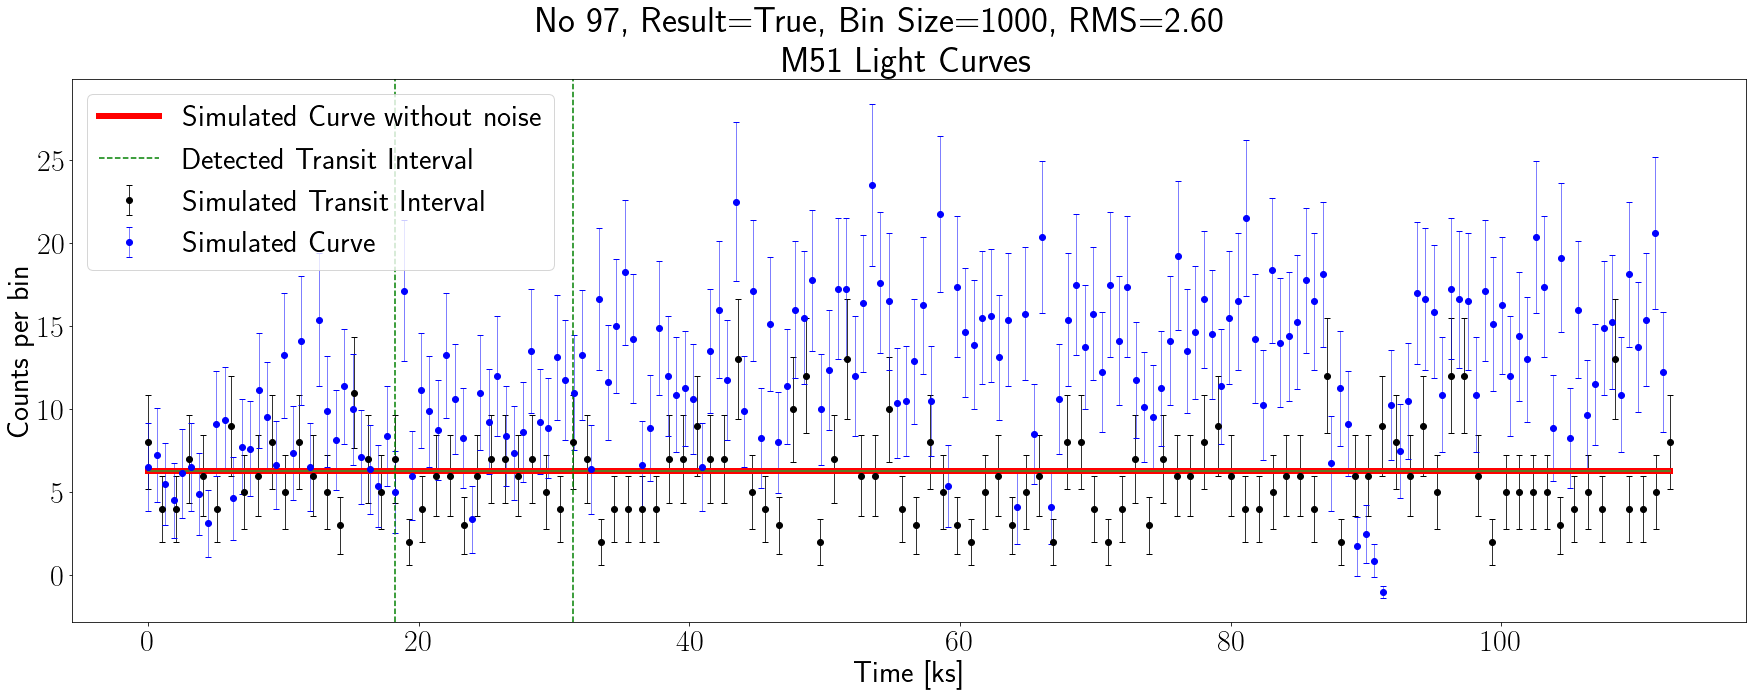 No 97, Result=True, Bin Size=1000, RMS=2.60
M51 Light Curves
Simulated Curve without noise
Detected Transit Interval
Simulated Transit Interval
Simulated Curve
Counts per bin
25
20
15
10
5
0
0
20
40
60
80
100
Time [ks]